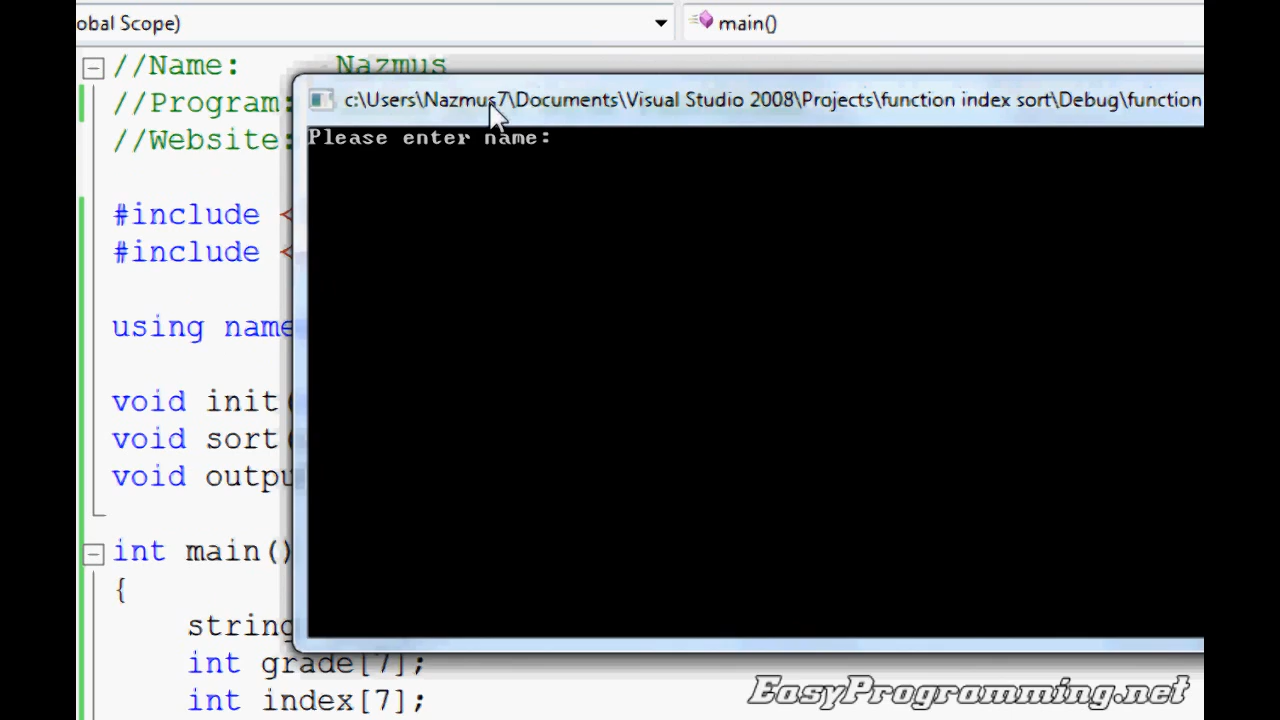 obal Scope)
main()
//Name: Nazmus
//Program:
//Website:
c:\Users\Nazmus7\Documents\Visual Studio 2008\Projects\function index sort\Debug\function
Please enter name:
#include <
#include <
using name
void init(
void sort(
void outpu
int main()
{
string
int grade[7];
int index[7];
EasyProgramming.net